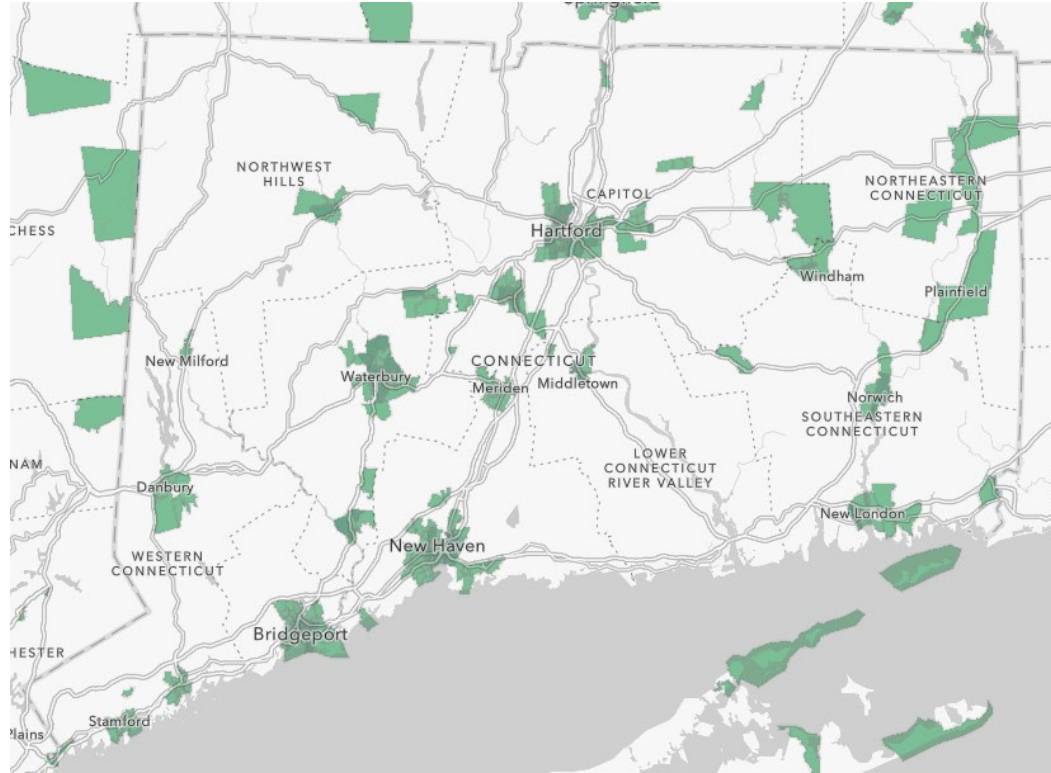 Springfield
NORTHWEST
HILLS
CAPITOL
Hartford
NORTHEASTERN
CONNECTICUT
CHESS
Windham
Plainfield
New Milford
Waterbury
CONNECTICUT
Meriden
Middletown
Norwich
SOUTHEASTERN
CONNECTICUT
LOWER
CONNECTICUT
RIVER VALLEY
NAM
Danbury
New London
New Haven
WESTERN
CONNECTICUT
Bridgeport
HESTER
Stamford
Plains